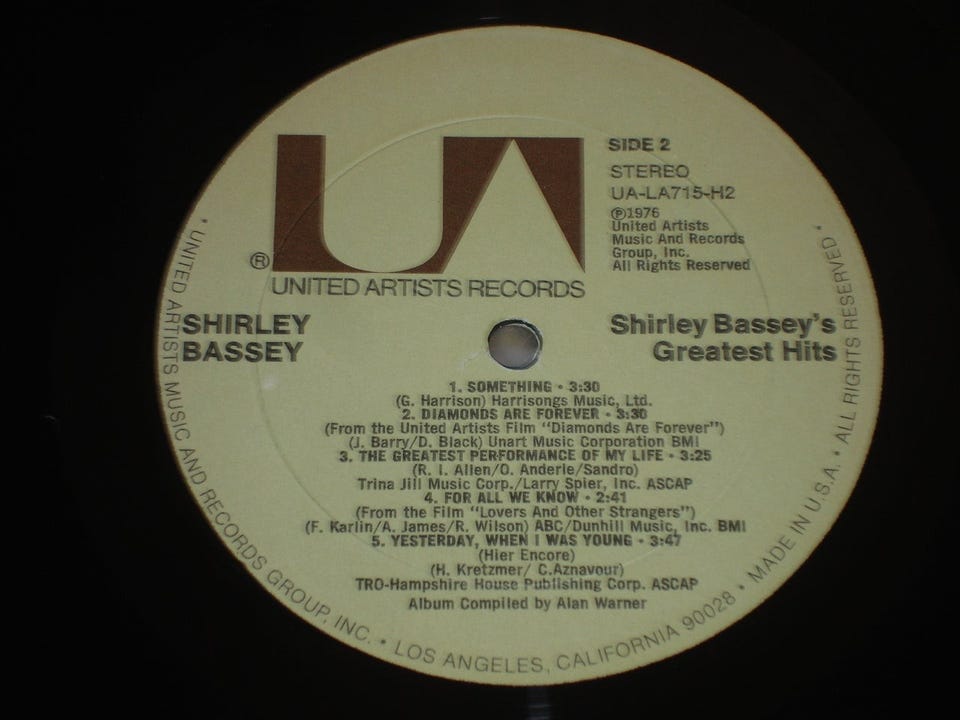 UA
®
UNITED ARTISTS RECORDS
SIDE 2
STEREO
UA-LA715-H2
℗1976
United Artists
Music And Records
Group, Inc.
All Rights Reserved
SHIRLEY
BASSEY
Shirley Bassey's
Greatest Hits
1. SOMETHING • 3:30
(G. Harrison) Harrisongs Music, Ltd.
2. DIAMONDS ARE FOREVER • 3:30
(From the United Artists Film "Diamonds Are Forever")
(J. Barry/D. Black) Unart Music Corporation BMI
3. THE GREATEST PERFORMANCE OF MY LIFE • 3:25
(R. I. Allen/O. Anderle/Sandro)
Trina Jill Music Corp./Larry Spier, Inc. ASCAP
4. FOR ALL WE KNOW • 2:41
(From the Film "Lovers And Other Strangers")
(F. Karlin/A. James/R. Wilson) ABC/Dunhill Music, Inc. BMI
5. YESTERDAY, WHEN I WAS YOUNG • 3:47
(Hier Encore)
(H. Kretzmer/ C.Aznavour)
TRO-Hampshire House Publishing Corp. ASCAP
Album Compiled by Alan Warner
• UNITED ARTISTS MUSIC AND RECORDS GROUP, INC. • LOS ANGELES, CALIFORNIA 90028 • MADE IN U.S.A. • ALL RIGHTS RESERVED •